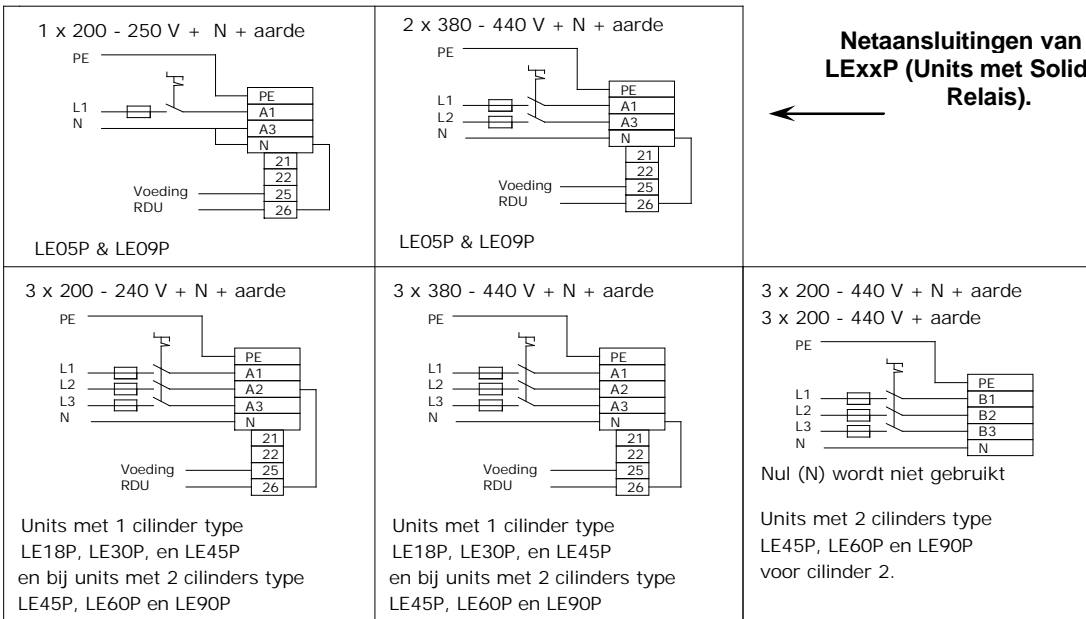 1 x 200 - 250 V + N + aarde
PE
L1
N
PE
A1
A3
N
21
22
25
26
Voeding
RDU
LE05P & LE09P
2 x 380 - 440 V + N + aarde
PE
L1
L2
N
PE
A1
A3
N
21
22
25
26
Voeding
RDU
LE05P & LE09P
Netaansluitingen van
LExxP (Units met Solid
Relais).
3 x 200 - 240 V + N + aarde
PE
L1
L2
L3
N
PE
A1
A2
A3
N
21
22
25
26
Voeding
RDU
Units met 1 cilinder type
LE18P, LE30P, en LE45P
en bij units met 2 cilinders type
LE45P, LE60P en LE90P
3 x 380 - 440 V + N + aarde
PE
L1
L2
L3
N
PE
A1
A2
A3
N
21
22
25
26
Voeding
RDU
Units met 1 cilinder type
LE18P, LE30P, en LE45P
en bij units met 2 cilinders type
LE45P, LE60P en LE90P
3 x 200 - 440 V + N + aarde
3 x 200 - 440 V + aarde
PE
L1
L2
L3
N
PE
B1
B2
B3
N
Nul (N) wordt niet gebruikt
Units met 2 cilinders type
LE45P, LE60P en LE90P
voor cilinder 2.